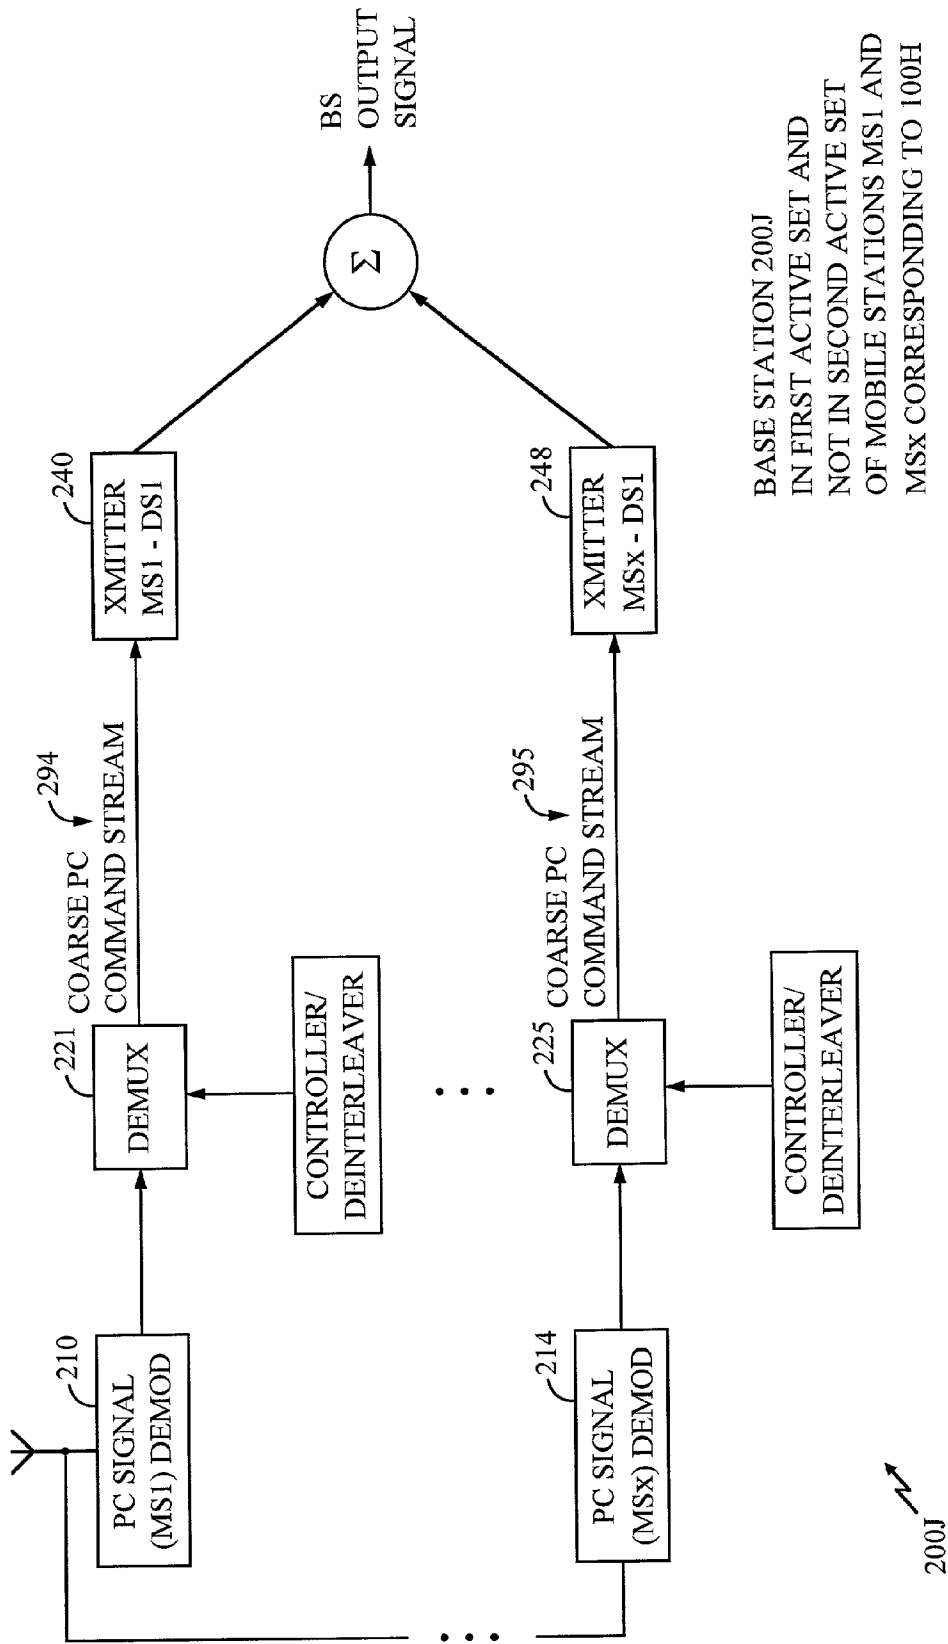 210
PC SIGNAL
(MS1) DEMOD
221
DEMUX
CONTROLLER/
DEINTERLEAVER
294
COARSE PC
COMMAND STREAM
240
XMITTER
MS1 - DS1
Σ
BS
OUTPUT
SIGNAL
214
PC SIGNAL
(MSx) DEMOD
225
DEMUX
CONTROLLER/
DEINTERLEAVER
295
COARSE PC
COMMAND STREAM
248
XMITTER
MSx - DS1
200J
BASE STATION 200J
IN FIRST ACTIVE SET AND
NOT IN SECOND ACTIVE SET
OF MOBILE STATIONS MS1 AND
MSx CORRESPONDING TO 100H